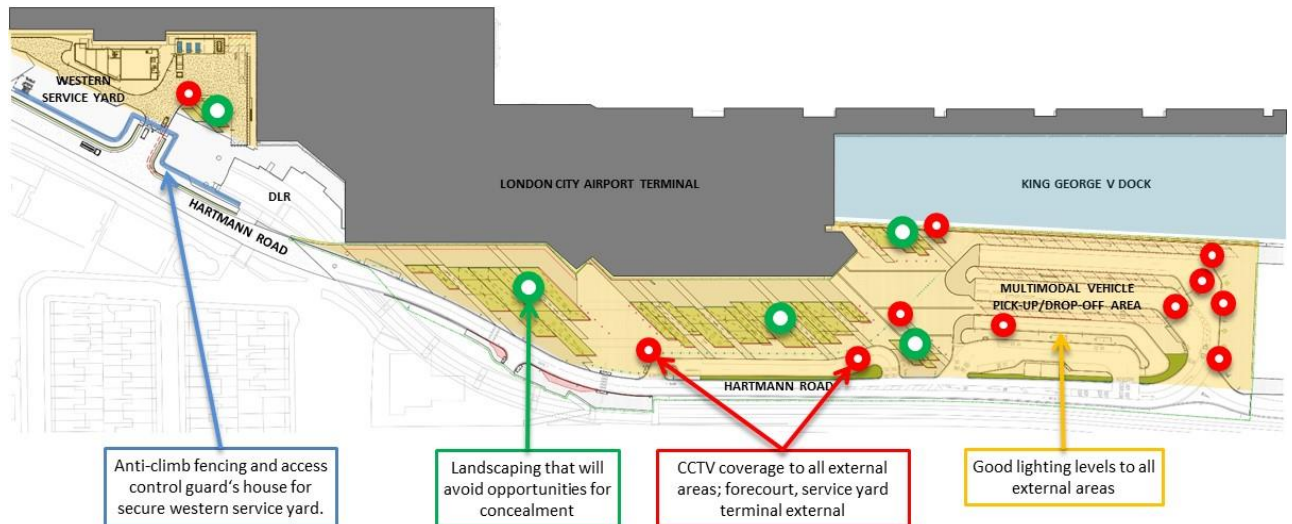 WESTERN
SERVICE YARD
DLR
HARTMANN ROAD
LONDON CITY AIRPORT TERMINAL
KING GEORGE V DOCK
MULTIMODAL VEHICLE
PICK-UP/DROP-OFF AREA
HARTMANN ROAD
Anti-climb fencing and access
control guard's house for
secure western service yard.
Landscaping that will
avoid opportunities for
concealment
CCTV coverage to all external
areas; forecourt, service yard
terminal external
Good lighting levels to all
external areas